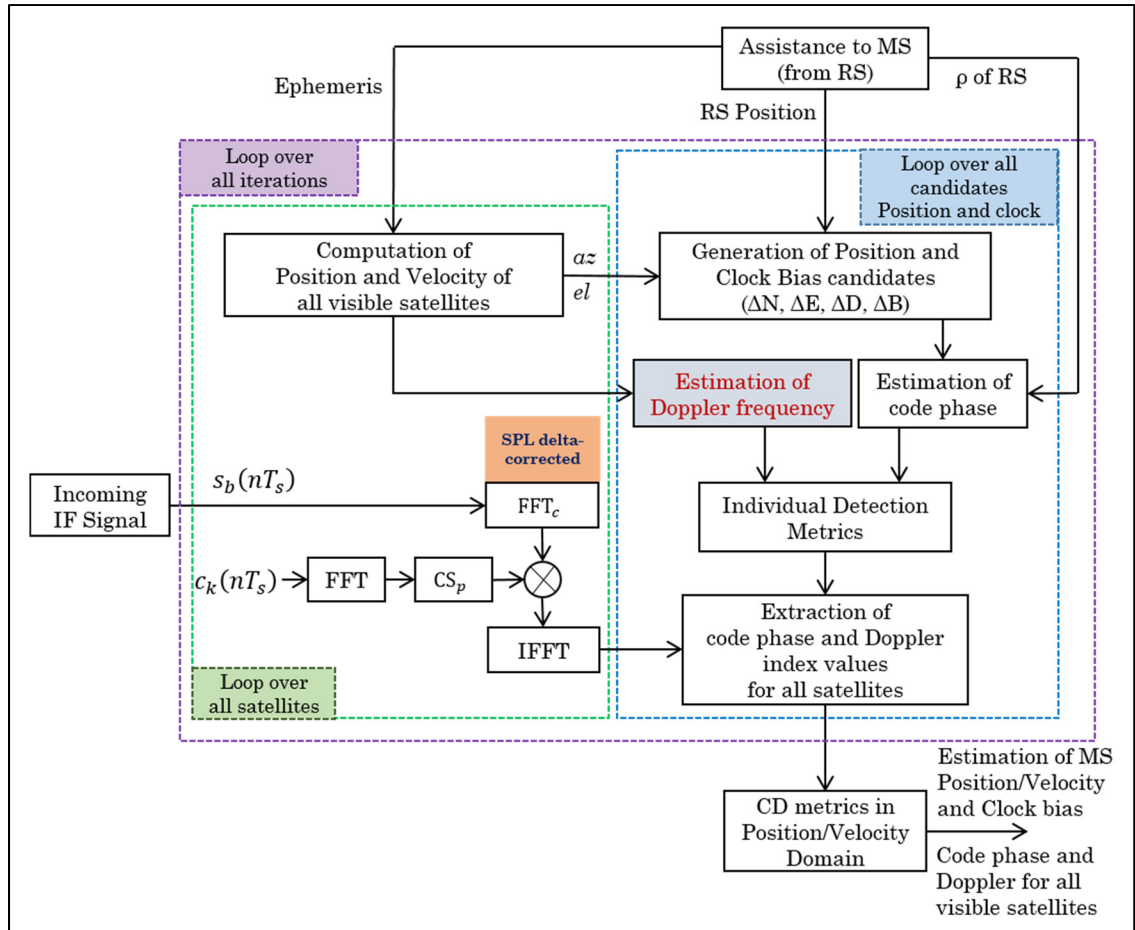 Assistance to MS
(from RS)
Ephemeris
ρ of RS
RS Position
Loop over
all iterations
Loop over all
candidates
Position and clock
Computation of
Position and Velocity of
all visible satellites
az
el
Generation of Position and
Clock Bias candidates
(ΔN, ΔE, ΔD, ΔB)
Estimation of
Doppler frequency
Estimation of
code phase
SPL delta-
corrected
Incoming
IF Signal
s_b(nT_s)
FFT_c
Individual Detection
Metrics
c_k(nT_s)
FFT
CS_p
IFFT
Extraction of
code phase and Doppler
index values
for all satellites
Loop over
all satellites
CD metrics in
Position/Velocity
Domain
Estimation of MS
Position/Velocity
and Clock bias
Code phase and
Doppler for all
visible satellites